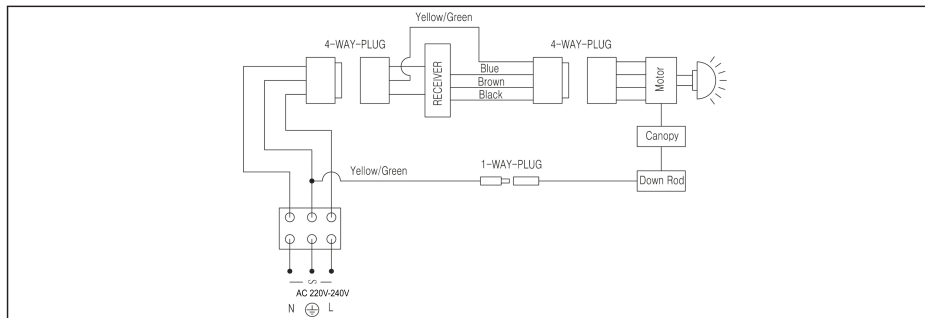 Yellow/Green
4-WAY-PLUG
4-WAY-PLUG
RECEIVER
Blue
Brown
Black
Motor
Canopy
Yellow/Green
1-WAY-PLUG
Down Rod
AC 220V-240V
N L